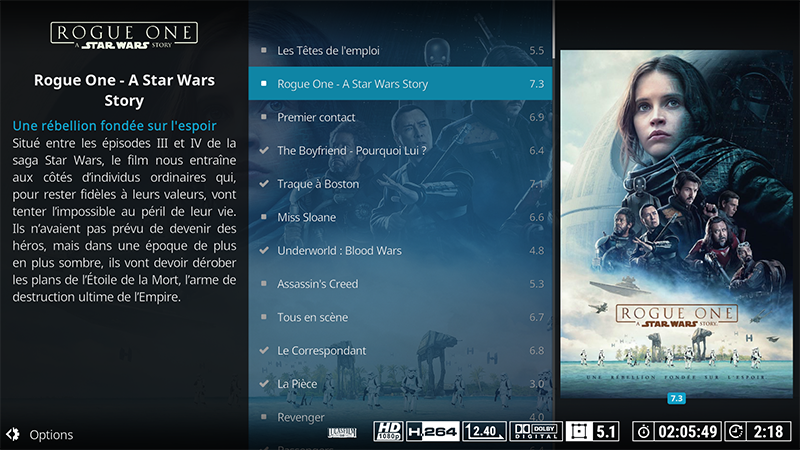 ROGUE ONE
A STAR WARS STORY
Rogue One - A Star Wars
Story
Une rébellion fondée sur l'espoir
Situé entre les épisodes III et IV de la
saga Star Wars, le film nous entraîne
aux côtés d'individus ordinaires qui,
pour rester fidèles à leurs valeurs, vont
tenter l'impossible au péril de leur vie.
Ils n'avaient pas prévu de devenir des
héros, mais dans une époque de plus
en plus sombre, ils vont devoir dérober
les plans de l'Étoile de la Mort, l'arme de
destruction ultime de l'Empire.
Options
Les Têtes de l'emploi 5.5
Rogue One - A Star Wars Story 7.3
Premier contact 6.9
The Boyfriend - Pourquoi Lui ? 6.4
Traque à Boston 7.1
Miss Sloane 6.6
Underworld : Blood Wars 4.8
Assassin's Creed 5.3
Tous en scène 6.7
Le Correspondant 6.8
La Pièce 3.0
Revenger 4.0
ROGUE ONE
A STAR WARS STORY
UNE RÉBELLION FONDÉE SUR L'ESPOIR
7.3
LUCASFILM
HD 1080p H.264 2.40 DOLBY DIGITAL 5.1 02:05:49 2:18